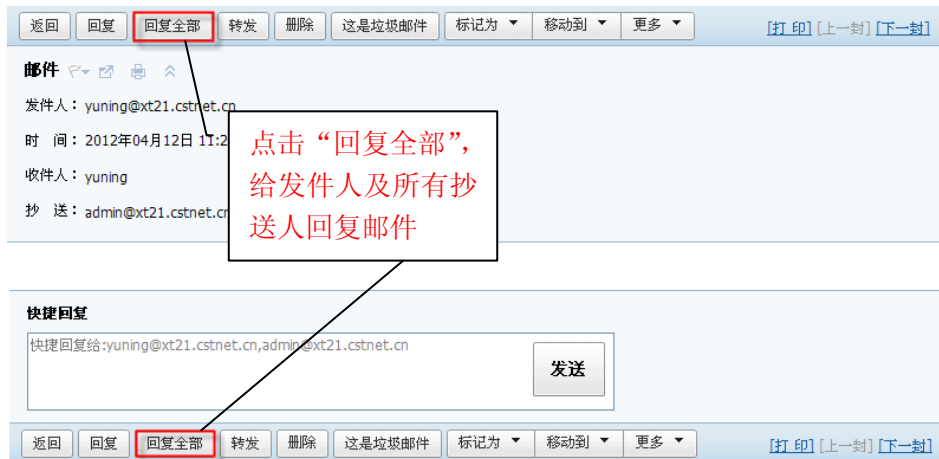 返回 回复 回复全部 转发 删除 这是垃圾邮件 标记为 移动到 更多 [打 印] [上一封] [下一封]
邮件
发件人：yuning@xt21.cstnet.cn
时 间：2012年04月12日 11:2
收件人：yuning
抄 送：admin@xt21.cstnet.cn
点击“回复全部”，
给发件人及所有抄
送人回复邮件
快捷回复
快捷回复给:yuning@xt21.cstnet.cn,admin@xt21.cstnet.cn
发送
返回 回复 回复全部 转发 删除 这是垃圾邮件 标记为 移动到 更多 [打 印] [上一封] [下一封]